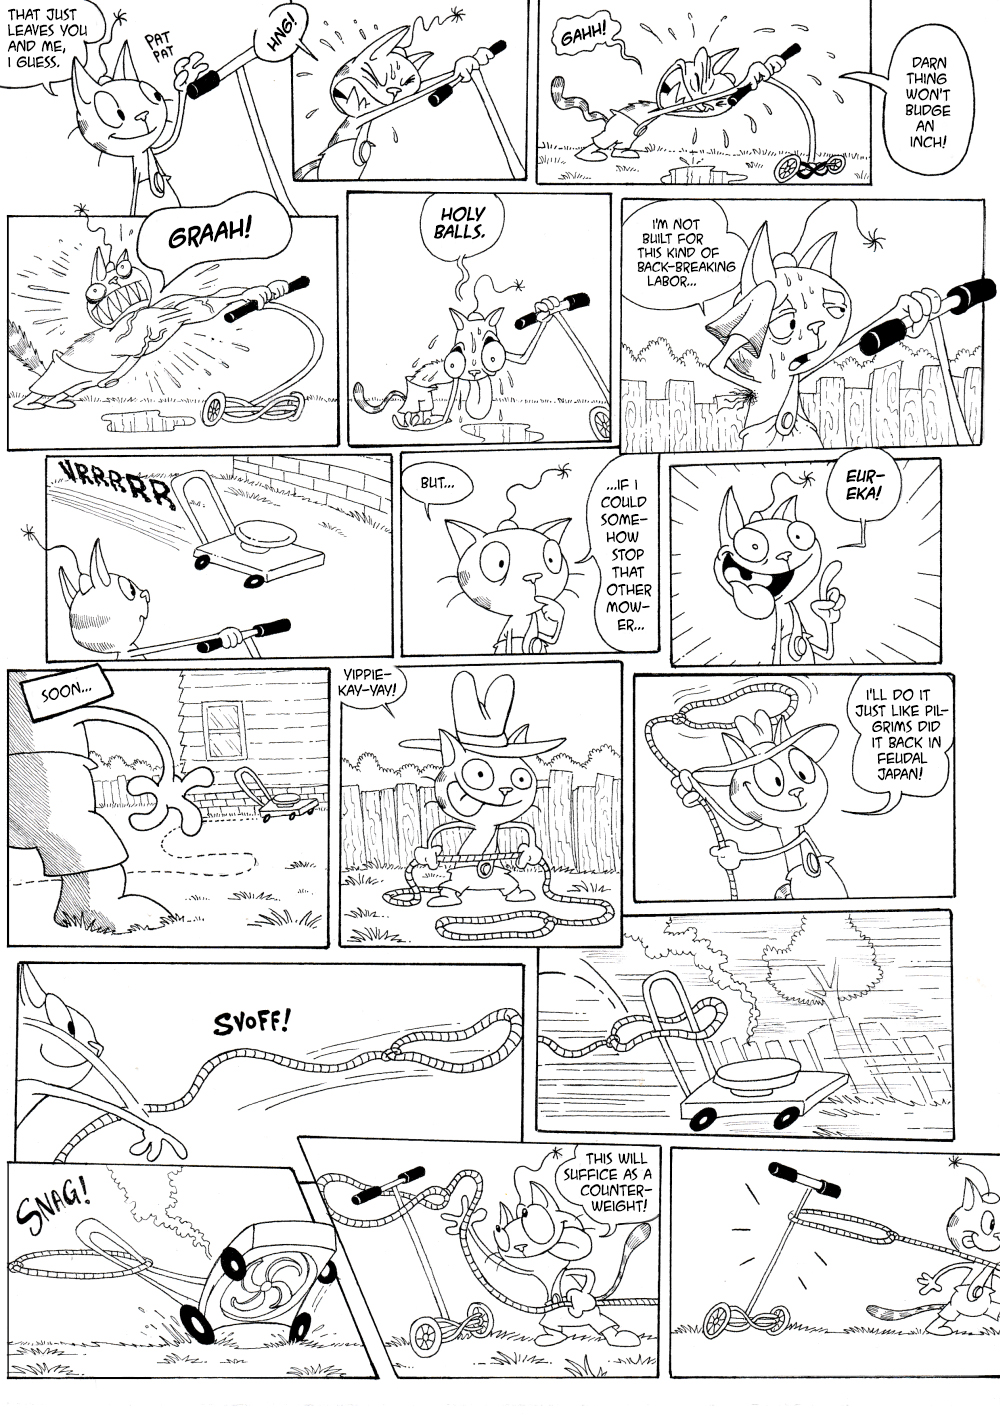 THAT JUST
LEAVES YOU
AND ME,
I GUESS.
PAT
PAT
HNG!
GAHH!
DARN
THING
WON'T
BUDGE
AN
INCH!
GRAAH!
HOLY
BALLS.
I'M NOT
BUILT FOR
THIS KIND OF
BACK-BREAKING
LABOR...
VRRRRRR
BUT...
...IF I
COULD
SOME-
HOW
STOP
THAT
OTHER
MOW-
ER...
EUR-
EKA!
SOON...
YIPPIE-
KAY-YAY!
I'LL DO IT
JUST LIKE PIL-
GRIMS DID
IT BACK IN
FEUDAL
JAPAN!
SVOFF!
SNAG!
THIS WILL
SUFFICE AS A
COUNTER-
WEIGHT!